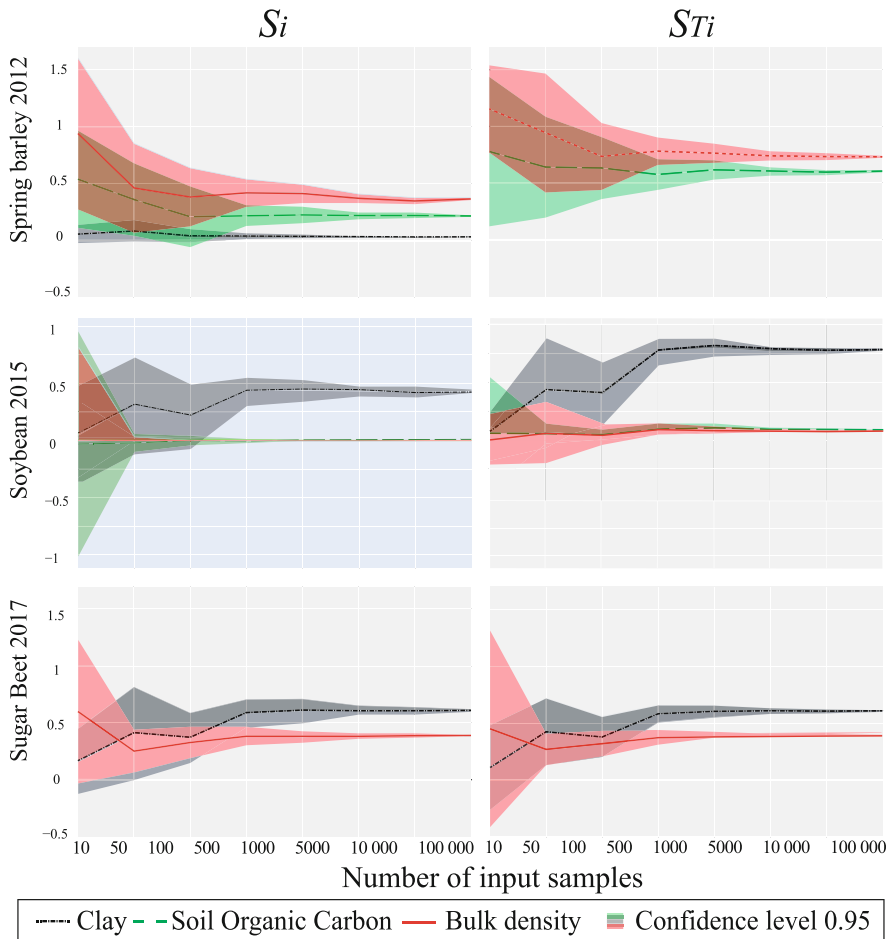 Si
STi
Spring barley 2012
1.5
1
0.5
0
−0.5
Soybean 2015
1
0.5
0
−0.5
−1
Sugar Beet 2017
1.5
1
0.5
0
−0.5
10 50 100 500 1000 5000 10 000 100 000
10 50 100 500 1000 5000 10 000 100 000
Number of input samples
Clay Soil Organic Carbon Bulk density Confidence level 0.95